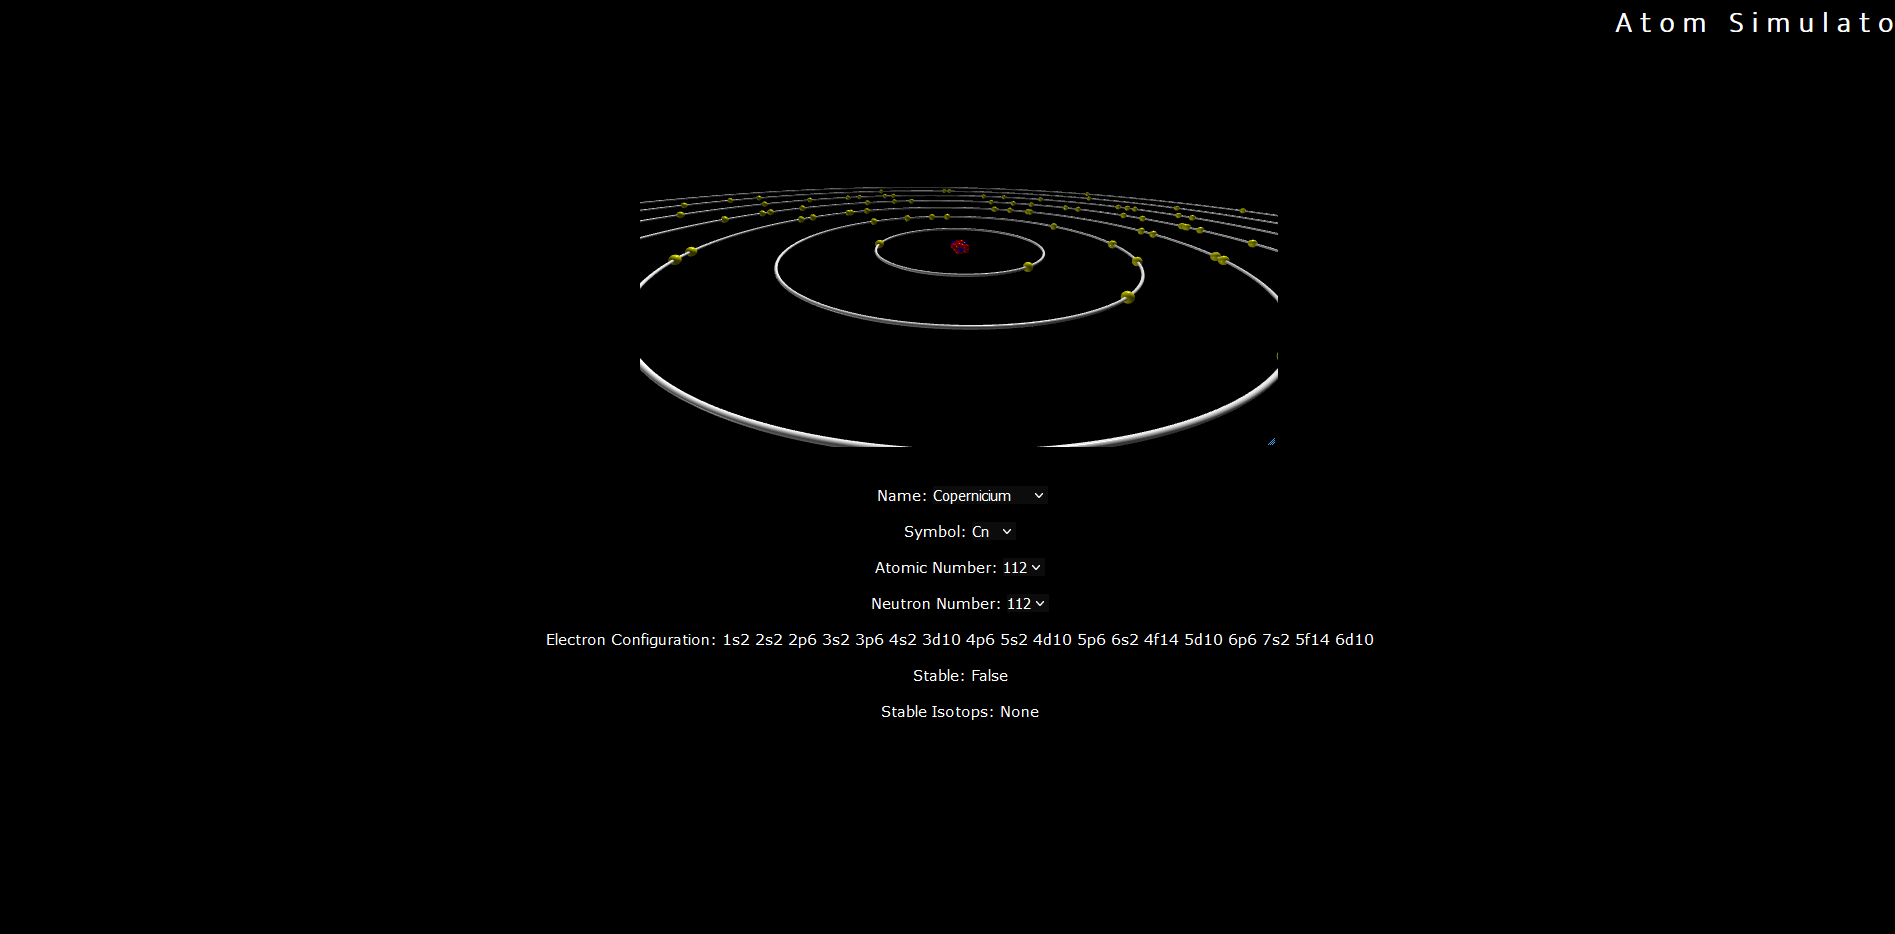 Atom Simulato
Name: Copernicium
Symbol: Cn
Atomic Number: 112
Neutron Number: 112
Electron Configuration: 1s2 2s2 2p6 3s2 3p6 4s2 3d10 4p6 5s2 4d10 5p6 6s2 4f14 5d10 6p6 7s2 5f14 6d10
Stable: False
Stable Isotops: None